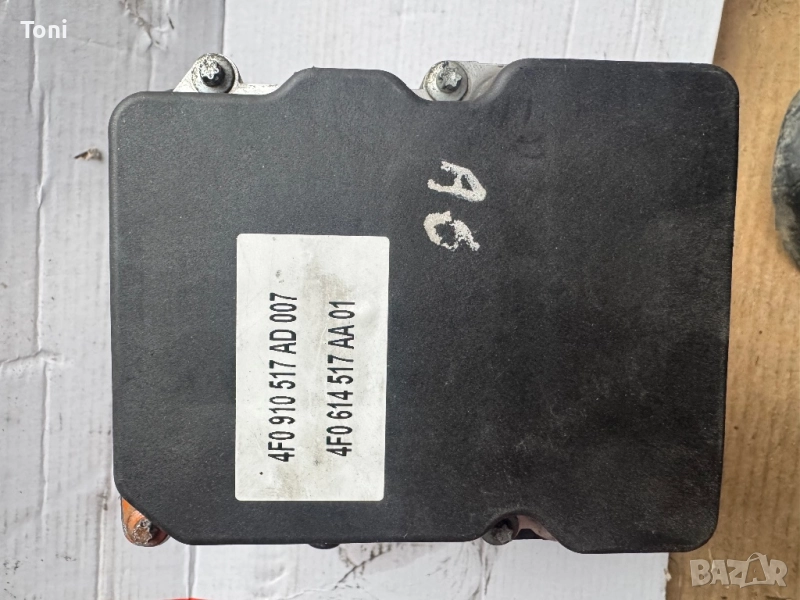 Toni
A6
4F0 910 517 AD 007
4F0 614 517 AA 01
BAZAR